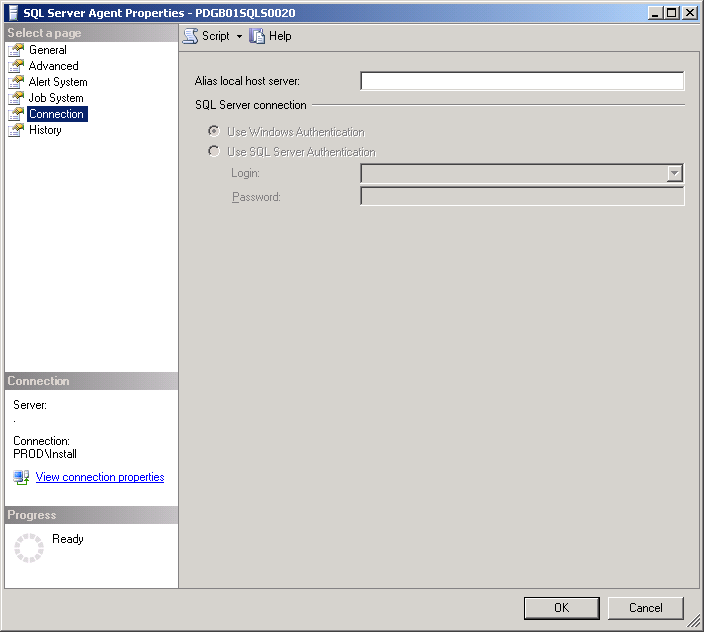 SQL Server Agent Properties - PDGB01SQLS0020
Select a page
General
Advanced
Alert System
Job System
Connection
History
Script Help
Alias local host server:
SQL Server connection
Use Windows Authentication
Use SQL Server Authentication
Login:
Password:
Connection
Server:
.
Connection:
PROD\Install
View connection properties
Progress
Ready
OK Cancel